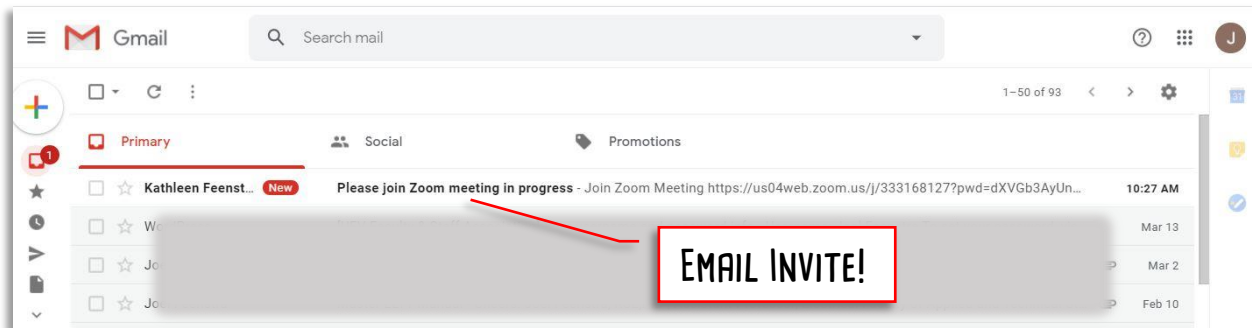 Gmail
Search mail
J
1–50 of 93
31
1
Primary
Social
Promotions
Kathleen Feenst... New Please join Zoom meeting in progress - Join Zoom Meeting https://us04web.zoom.us/j/333168127?pwd=dXVGb3AyUn... 10:27 AM
Mar 13
EMAIL INVITE!
Mar 2
Feb 10